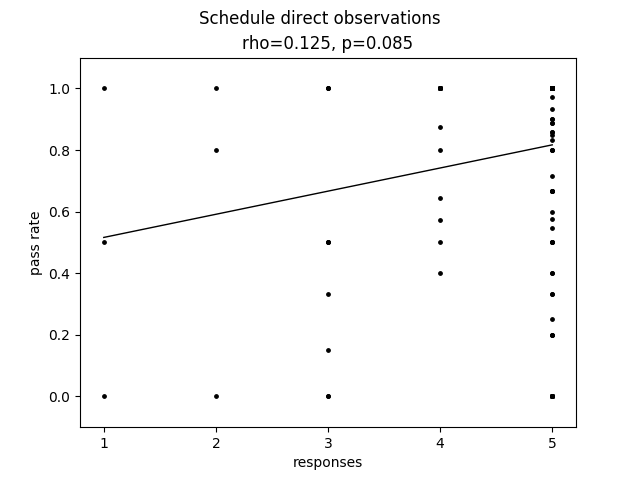 Schedule direct observations
rho=0.125, p=0.085
pass rate
1.0
0.8
0.6
0.4
0.2
0.0
1 2 3 4 5
responses